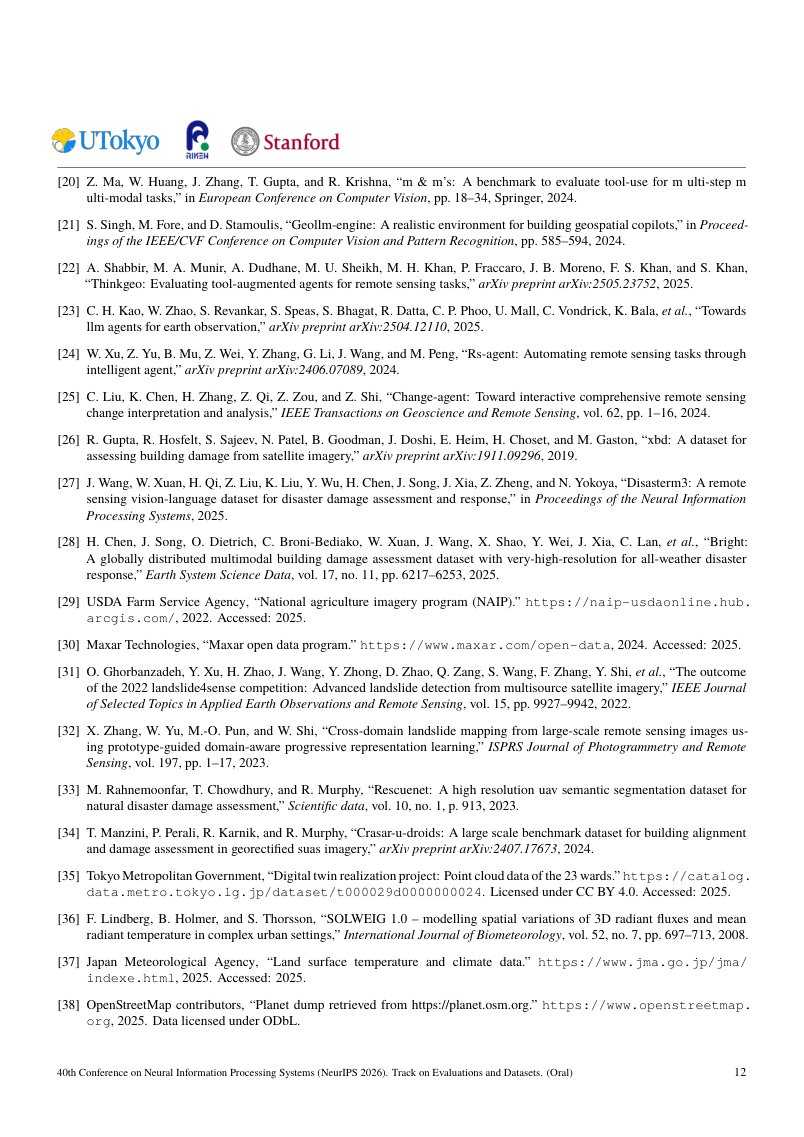 UTokyo RIKEN Stanford
[20] Z. Ma, W. Huang, J. Zhang, T. Gupta, and R. Krishna, “m & m’s: A benchmark to evaluate tool-use for m ulti-step m
ulti-modal tasks,” in European Conference on Computer Vision, pp. 18–34, Springer, 2024.
[21] S. Singh, M. Fore, and D. Stamoulis, “Geollm-engine: A realistic environment for building geospatial copilots,” in Proceed-
ings of the IEEE/CVF Conference on Computer Vision and Pattern Recognition, pp. 585–594, 2024.
[22] A. Shabbir, M. A. Munir, A. Dudhane, M. U. Sheikh, M. H. Khan, P. Fraccaro, J. B. Moreno, F. S. Khan, and S. Khan,
“Thinkgeo: Evaluating tool-augmented agents for remote sensing tasks,” arXiv preprint arXiv:2505.23752, 2025.
[23] C. H. Kao, W. Zhao, S. Revankar, S. Speas, S. Bhagat, R. Datta, C. P. Phoo, U. Mall, C. Vondrick, K. Bala, et al., “Towards
llm agents for earth observation,” arXiv preprint arXiv:2504.12110, 2025.
[24] W. Xu, Z. Yu, B. Mu, Z. Wei, Y. Zhang, G. Li, J. Wang, and M. Peng, “Rs-agent: Automating remote sensing tasks through
intelligent agent,” arXiv preprint arXiv:2406.07089, 2024.
[25] C. Liu, K. Chen, H. Zhang, Z. Qi, Z. Zou, and Z. Shi, “Change-agent: Toward interactive comprehensive remote sensing
change interpretation and analysis,” IEEE Transactions on Geoscience and Remote Sensing, vol. 62, pp. 1–16, 2024.
[26] R. Gupta, R. Hosfelt, S. Sajeev, N. Patel, B. Goodman, J. Doshi, E. Heim, H. Choset, and M. Gaston, “xbd: A dataset for
assessing building damage from satellite imagery,” arXiv preprint arXiv:1911.09296, 2019.
[27] J. Wang, W. Xuan, H. Qi, Z. Liu, K. Liu, Y. Wu, H. Chen, J. Song, J. Xia, Z. Zheng, and N. Yokoya, “Disasterm3: A remote
sensing vision-language dataset for disaster damage assessment and response,” in Proceedings of the Neural Information
Processing Systems, 2025.
[28] H. Chen, J. Song, O. Dietrich, C. Broni-Bediako, W. Xuan, J. Wang, X. Shao, Y. Wei, J. Xia, C. Lan, et al., “Bright:
A globally distributed multimodal building damage assessment dataset with very-high-resolution for all-weather disaster
response,” Earth System Science Data, vol. 17, no. 11, pp. 6217–6253, 2025.
[29] USDA Farm Service Agency, “National agriculture imagery program (NAIP).” https://naip-usdaonline.hub.
arcgis.com/, 2022. Accessed: 2025.
[30] Maxar Technologies, “Maxar open data program.” https://www.maxar.com/open-data, 2024. Accessed: 2025.
[31] O. Ghorbanzadeh, Y. Xu, H. Zhao, J. Wang, Y. Zhong, D. Zhao, Q. Zang, S. Wang, F. Zhang, Y. Shi, et al., “The outcome
of the 2022 landslide4sense competition: Advanced landslide detection from multisource satellite imagery,” IEEE Journal
of Selected Topics in Applied Earth Observations and Remote Sensing, vol. 15, pp. 9927–9942, 2022.
[32] X. Zhang, W. Yu, M.-O. Pun, and W. Shi, “Cross-domain landslide mapping from large-scale remote sensing images us-
ing prototype-guided domain-aware progressive representation learning,” ISPRS Journal of Photogrammetry and Remote
Sensing, vol. 197, pp. 1–17, 2023.
[33] M. Rahnemoonfar, T. Chowdhury, and R. Murphy, “Rescuenet: A high resolution uav semantic segmentation dataset for
natural disaster damage assessment,” Scientific data, vol. 10, no. 1, p. 913, 2023.
[34] T. Manzini, P. Perali, R. Karnik, and R. Murphy, “Crasar-u-droids: A large scale benchmark dataset for building alignment
and damage assessment in georectified suas imagery,” arXiv preprint arXiv:2407.17673, 2024.
[35] Tokyo Metropolitan Government, “Digital twin realization project: Point cloud data of the 23 wards.” https://catalog.
data.metro.tokyo.lg.jp/dataset/t000029d0000000024. Licensed under CC BY 4.0. Accessed: 2025.
[36] F. Lindberg, B. Holmer, and S. Thorsson, “SOLWEIG 1.0 – modelling spatial variations of 3D radiant fluxes and mean
radiant temperature in complex urban settings,” International Journal of Biometeorology, vol. 52, no. 7, pp. 697–713, 2008.
[37] Japan Meteorological Agency, “Land surface temperature and climate data.” https://www.jma.go.jp/jma/
indexe.html, 2025. Accessed: 2025.
[38] OpenStreetMap contributors, “Planet dump retrieved from https://planet.osm.org.” https://www.openstreetmap.
org, 2025. Data licensed under ODbL.
40th Conference on Neural Information Processing Systems (NeurIPS 2026). Track on Evaluations and Datasets. (Oral) 12